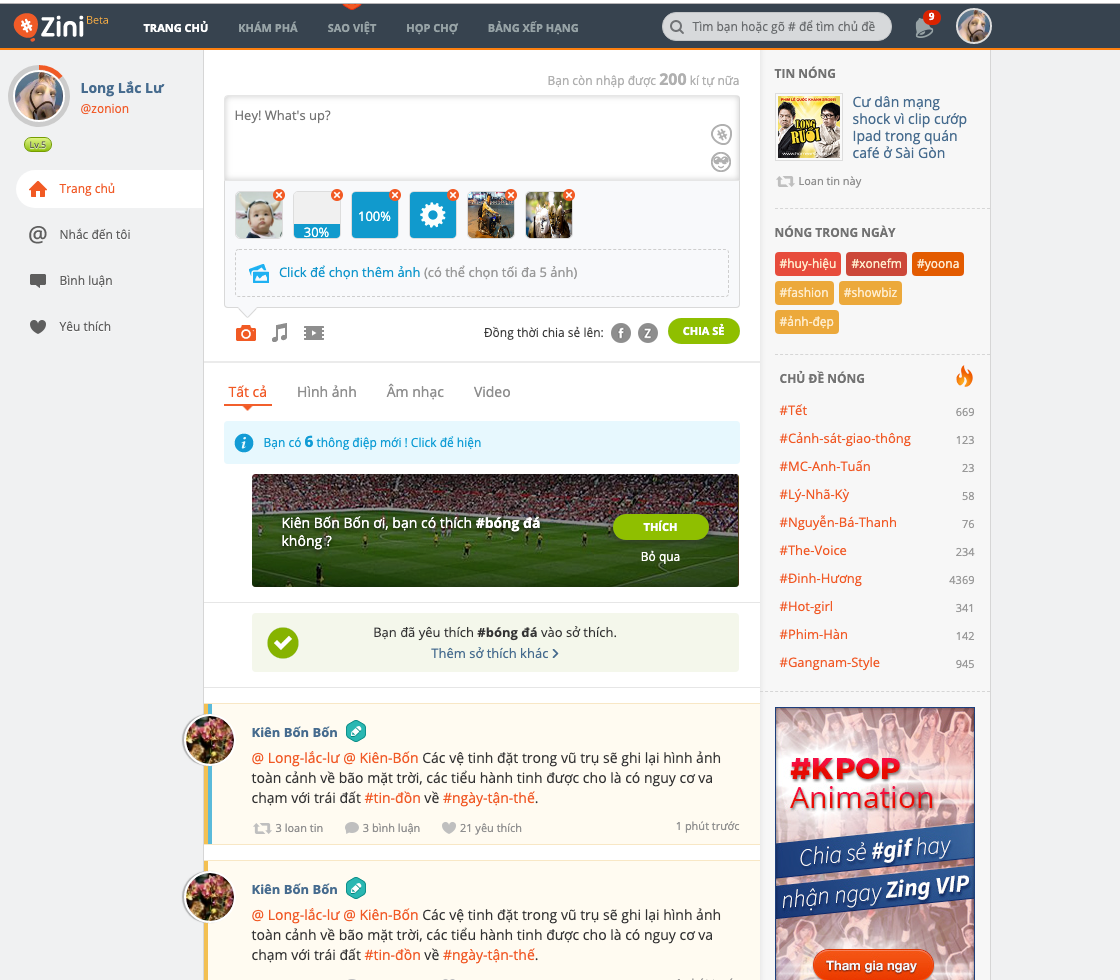 Zini Beta
TRANG CHỦ KHÁM PHÁ SAO VIỆT HỌP CHỢ BẢNG XẾP HẠNG
Tìm bạn hoặc gõ # để tìm chủ đề
9
Long Lắc Lư
@zonion
Lv.5
Trang chủ
Nhắc đến tôi
Bình luận
Yêu thích
Bạn còn nhập được 200 kí tự nữa
Hey! What's up?
30%
100%
Click để chọn thêm ảnh (có thể chọn tối đa 5 ảnh)
Đồng thời chia sẻ lên: f Z CHIA SẺ
Tất cả Hình ảnh Âm nhạc Video
Bạn có 6 thông điệp mới ! Click để hiện
Kiên Bốn Bốn ơi, bạn có thích #bóng đá
không ?
THÍCH
Bỏ qua
Bạn đã yêu thích #bóng đá vào sở thích.
Thêm sở thích khác >
Kiên Bốn Bốn
@ Long-lắc-lư @ Kiên-Bốn Các vệ tinh đặt trong vũ trụ sẽ ghi lại hình ảnh
toàn cảnh về bão mặt trời, các tiểu hành tinh được cho là có nguy cơ va
chạm với trái đất #tin-đồn về #ngày-tận-thế.
3 loan tin 3 bình luận 21 yêu thích 1 phút trước
Kiên Bốn Bốn
@ Long-lắc-lư @ Kiên-Bốn Các vệ tinh đặt trong vũ trụ sẽ ghi lại hình ảnh
toàn cảnh về bão mặt trời, các tiểu hành tinh được cho là có nguy cơ va
chạm với trái đất #tin-đồn về #ngày-tận-thế.
TIN NÓNG
LONG
RUỒI
Cư dân mạng
shock vì clip cướp
Ipad trong quán
café ở Sài Gòn
Loan tin này
NÓNG TRONG NGÀY
#huy-hiệu #xonefm #yoona
#fashion #showbiz
#ảnh-đẹp
CHỦ ĐỀ NÓNG
#Tết 669
#Cảnh-sát-giao-thông 123
#MC-Anh-Tuấn 23
#Lý-Nhã-Kỳ 58
#Nguyễn-Bá-Thanh 76
#The-Voice 234
#Đinh-Hương 4369
#Hot-girl 341
#Phim-Hàn 142
#Gangnam-Style 945
#KPOP
Animation
Chia sẻ #gif hay
nhận ngay Zing VIP
Tham gia ngay